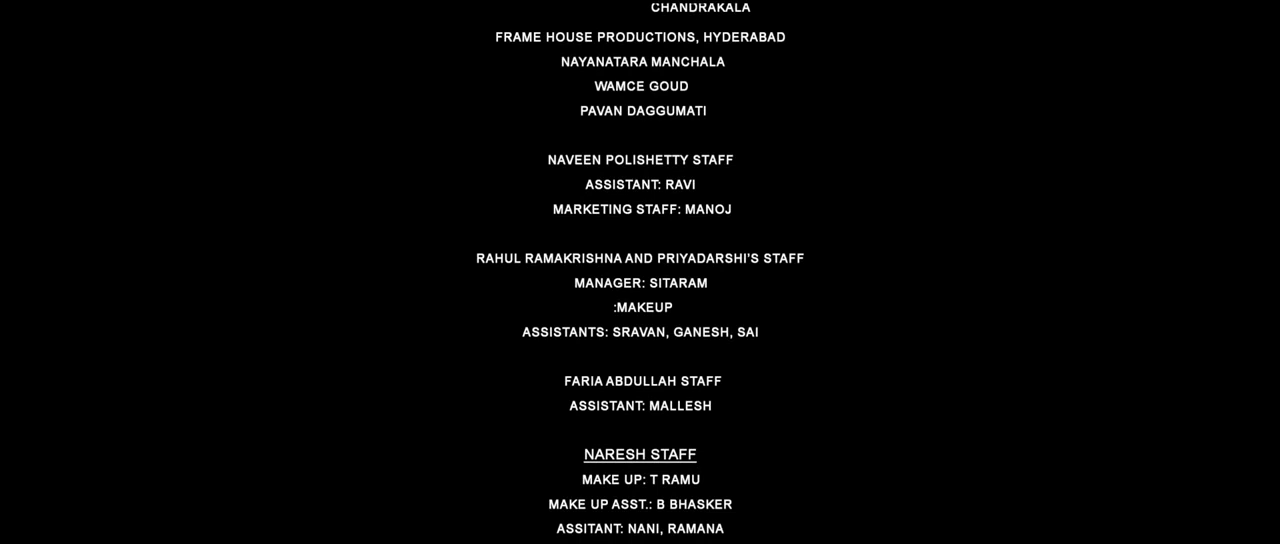 CHANDRAKALA
FRAME HOUSE PRODUCTIONS, HYDERABAD
NAYANATARA MANCHALA
WAMCE GOUD
PAVAN DAGGUMATI
NAVEEN POLISHETTY STAFF
ASSISTANT: RAVI
MARKETING STAFF: MANOJ
RAHUL RAMAKRISHNA AND PRIYADARSHI'S STAFF
MANAGER: SITARAM
:MAKEUP
ASSISTANTS: SRAVAN, GANESH, SAI
FARIA ABDULLAH STAFF
ASSISTANT: MALLESH
NARESH STAFF
MAKE UP: T RAMU
MAKE UP ASST.: B BHASKER
ASSITANT: NANI, RAMANA